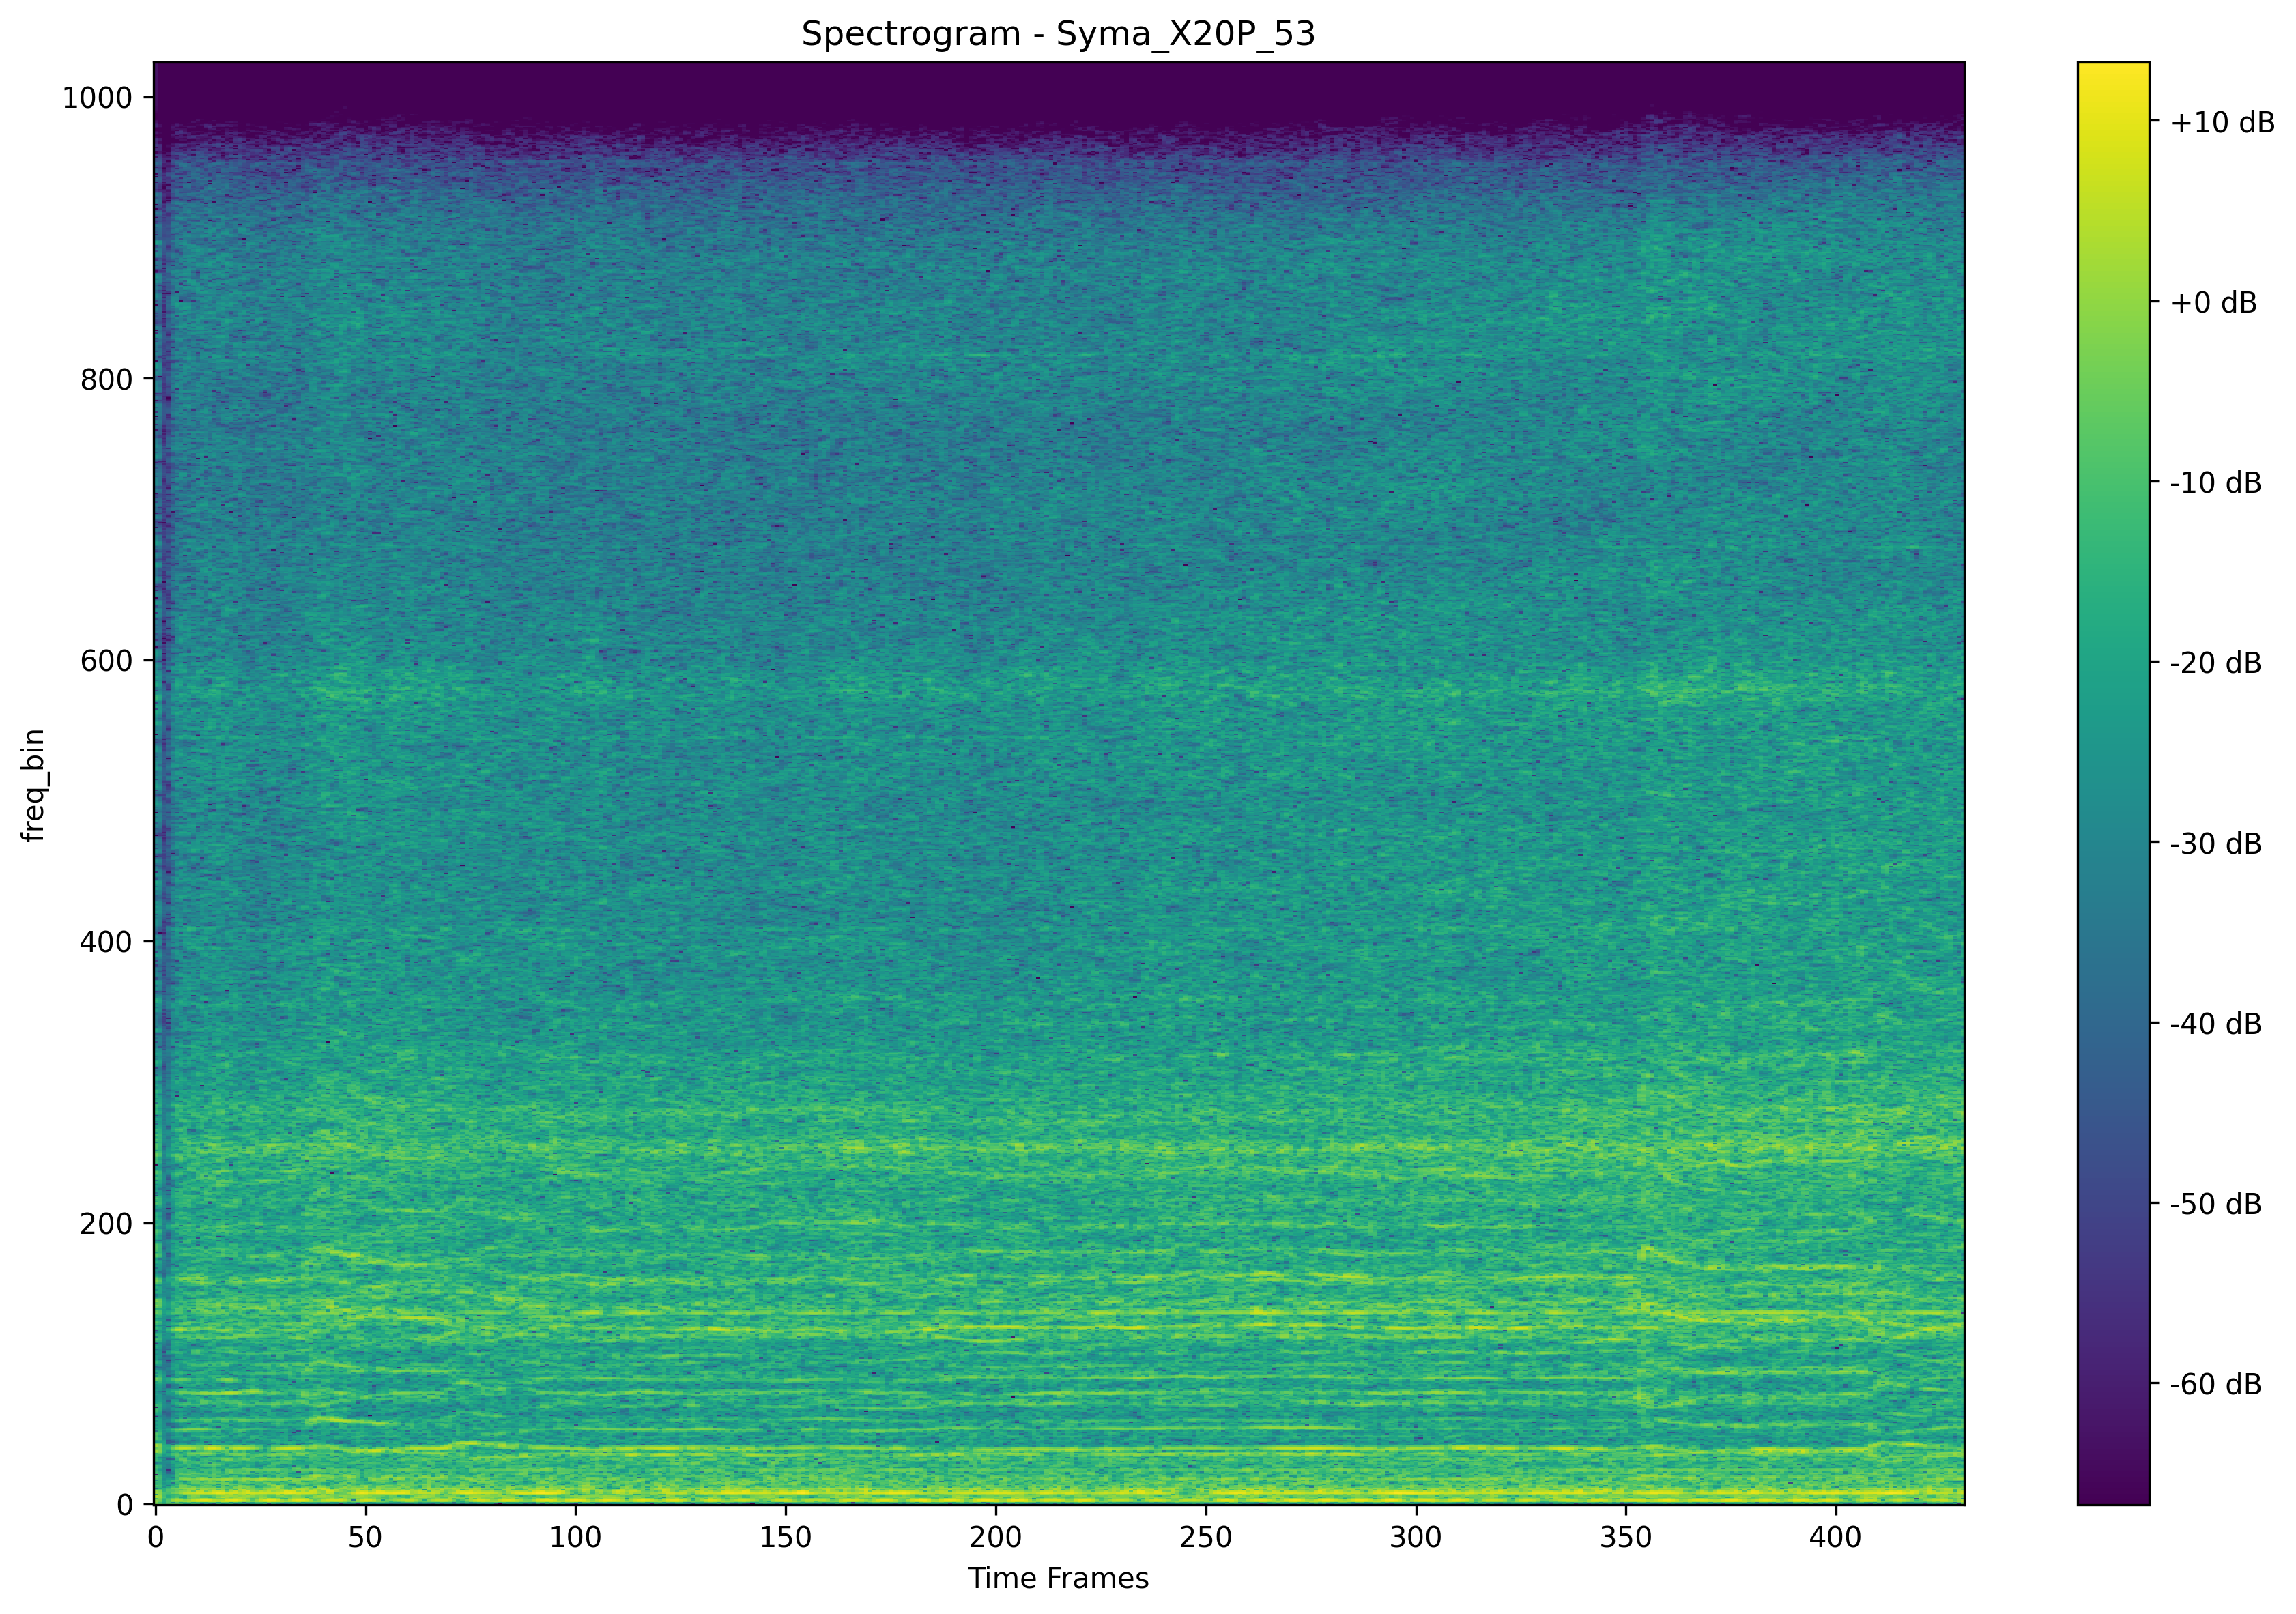 Spectrogram - Syma_X20P_53
1000
800
600
400
200
0
freq_bin
0 50 100 150 200 250 300 350 400
Time Frames
+10 dB
+0 dB
-10 dB
-20 dB
-30 dB
-40 dB
-50 dB
-60 dB